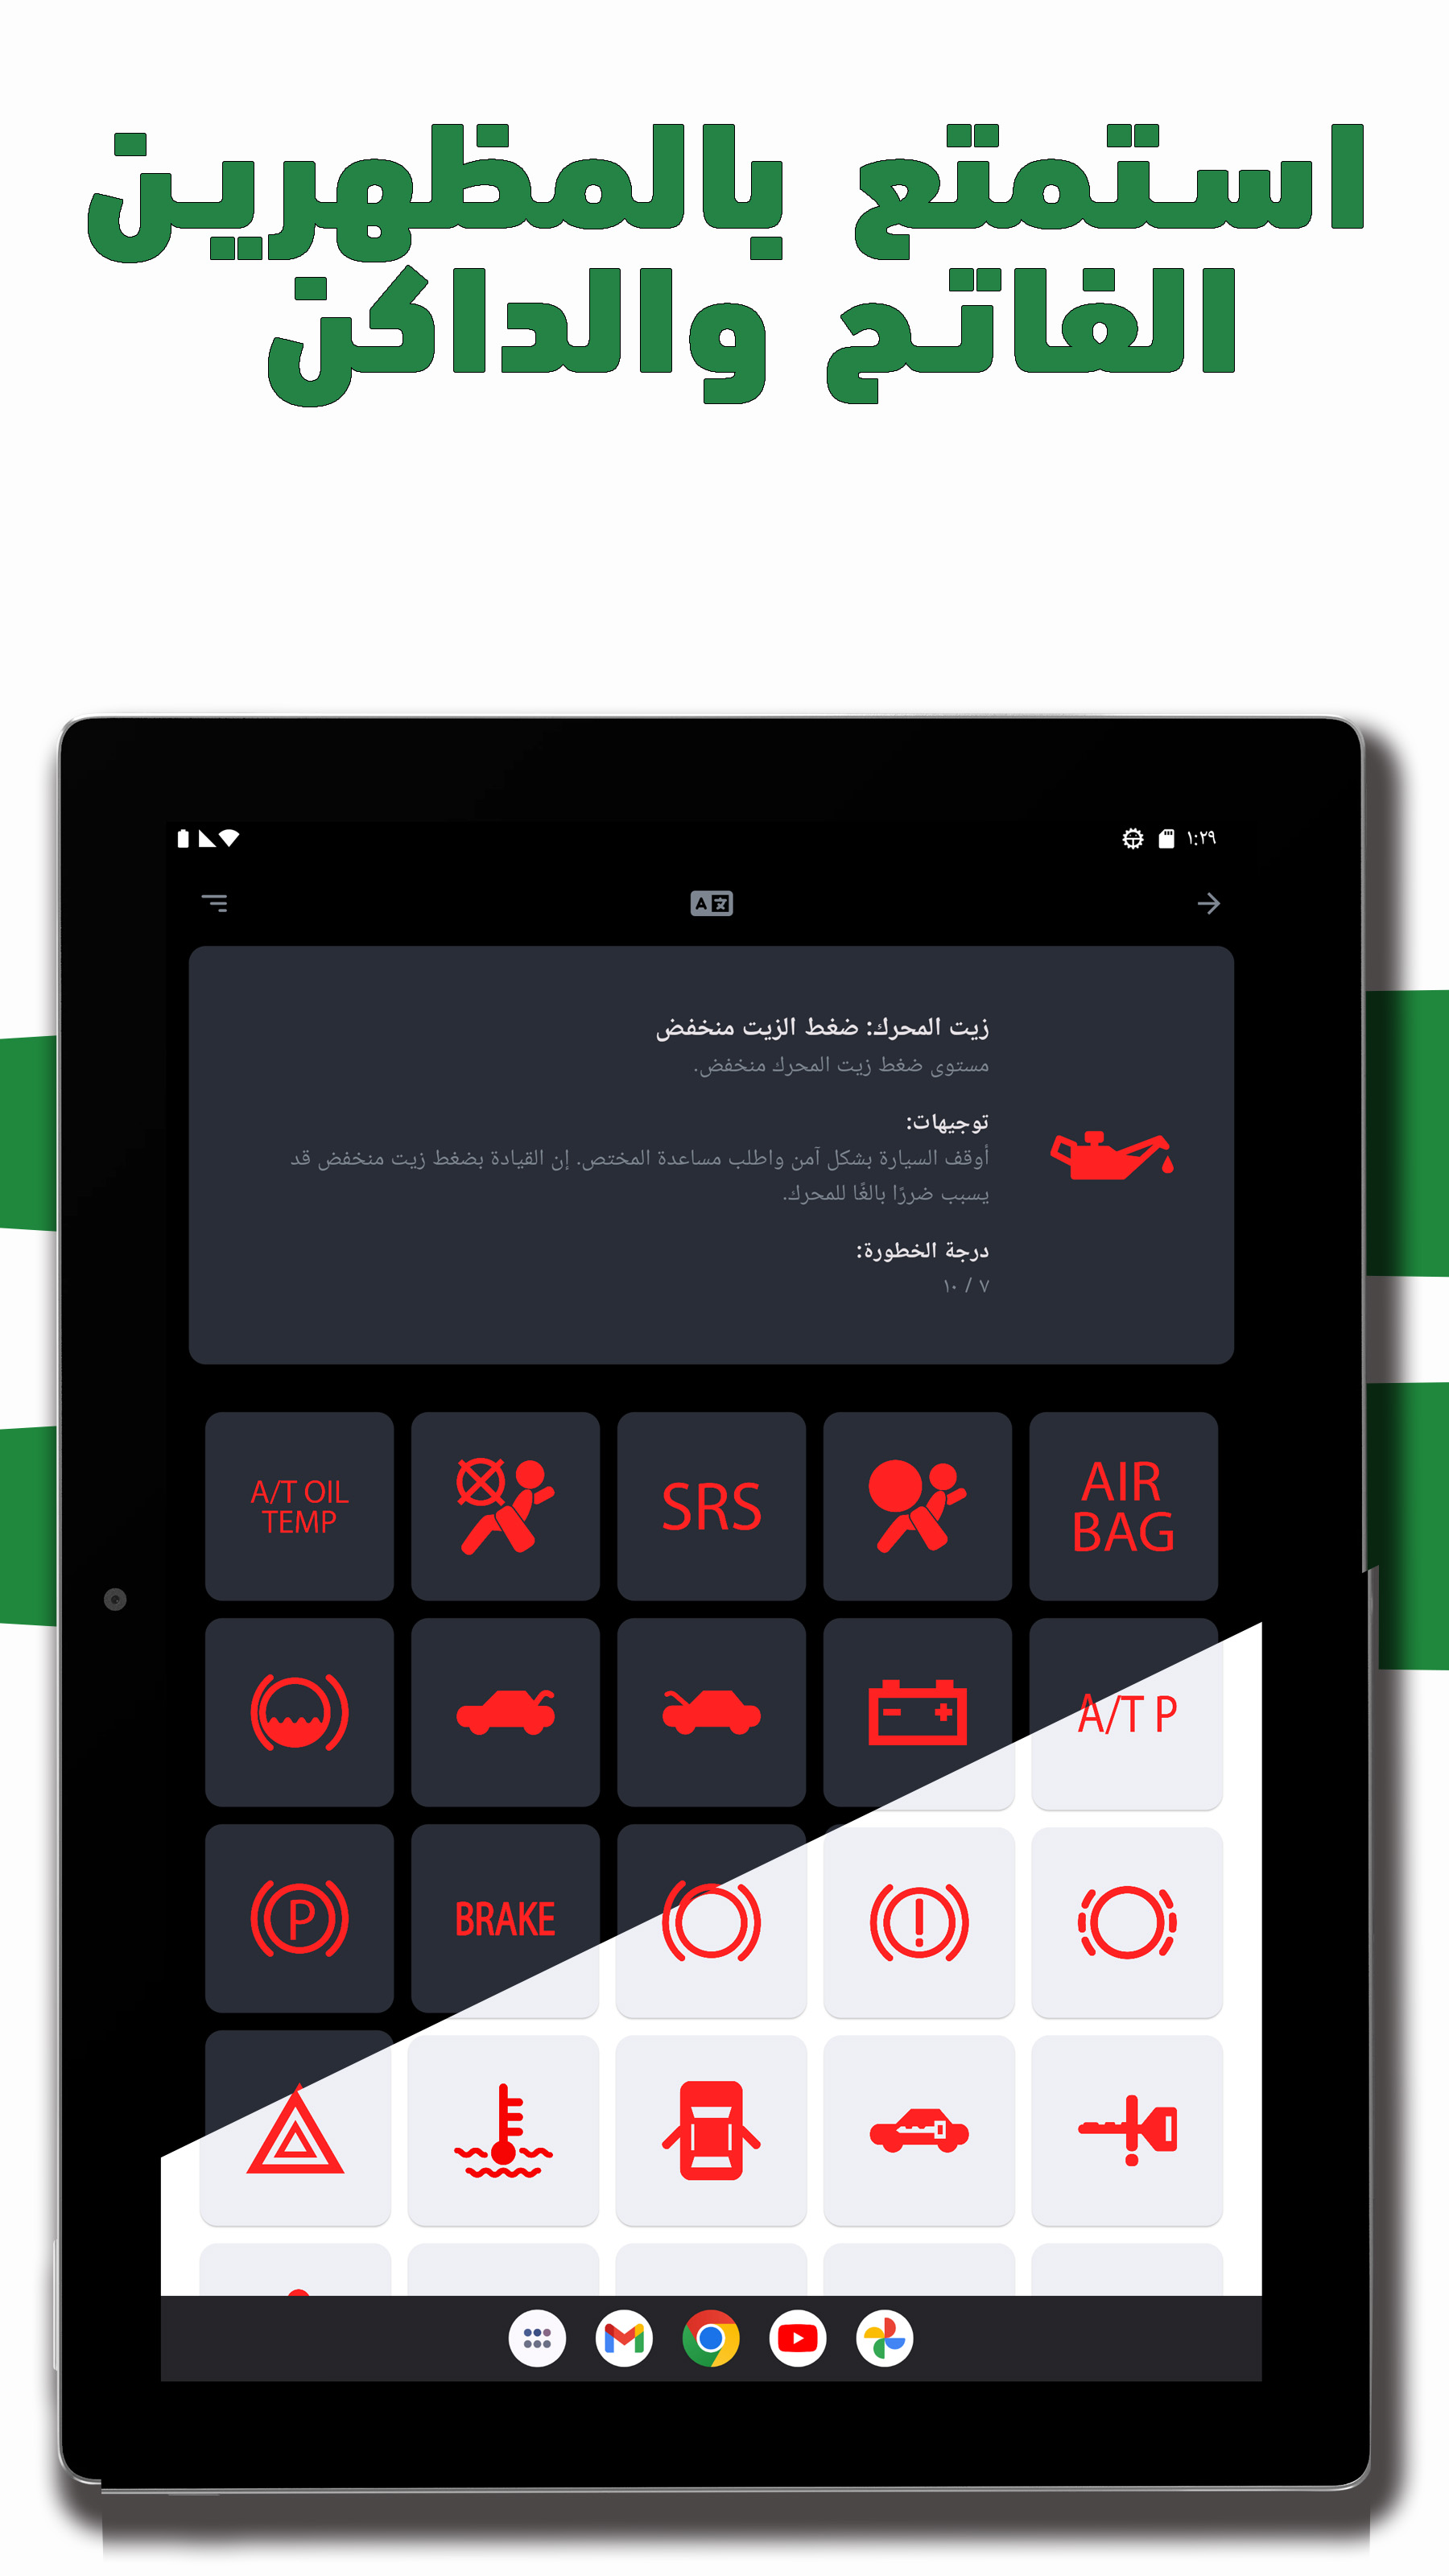 استمتع بالمظهرين
الفاتح والداكن
١:٢٩
زيت المحرك: ضغط الزيت منخفض
مستوى ضغط زيت المحرك منخفض.
توجيهات:
أوقف السيارة بشكل آمن واطلب مساعدة المختص. إن القيادة بضغط زيت منخفض قد
يسبب ضررًا بالغًا للمحرك.
درجة الخطورة:
٧ / ١٠
AIR
BAG
SRS
A/T OIL
TEMP
A/T P
BRAKE
P